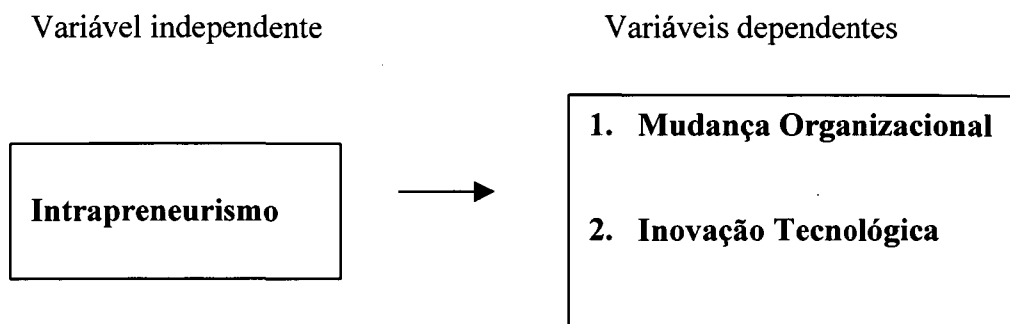 Variável independente
Variáveis dependentes
Intrapreneurismo
1. Mudança Organizacional
2. Inovação Tecnológica